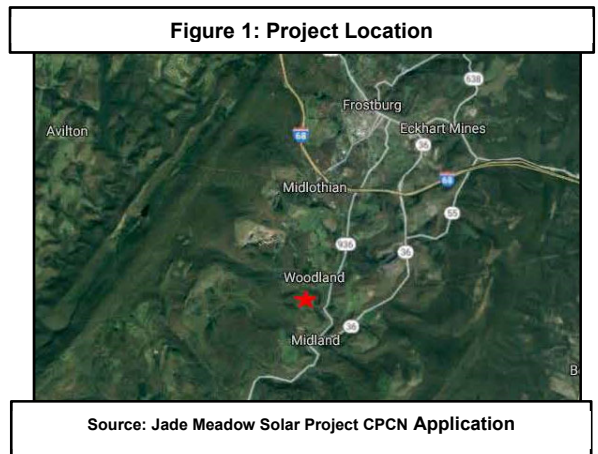 Figure 1: Project Location
638
Frostburg
Avilton
Eckhart Mines
68
36
Midlothian
68
55
936
36
Woodland
36
Midland
B
Source: Jade Meadow Solar Project CPCN Application